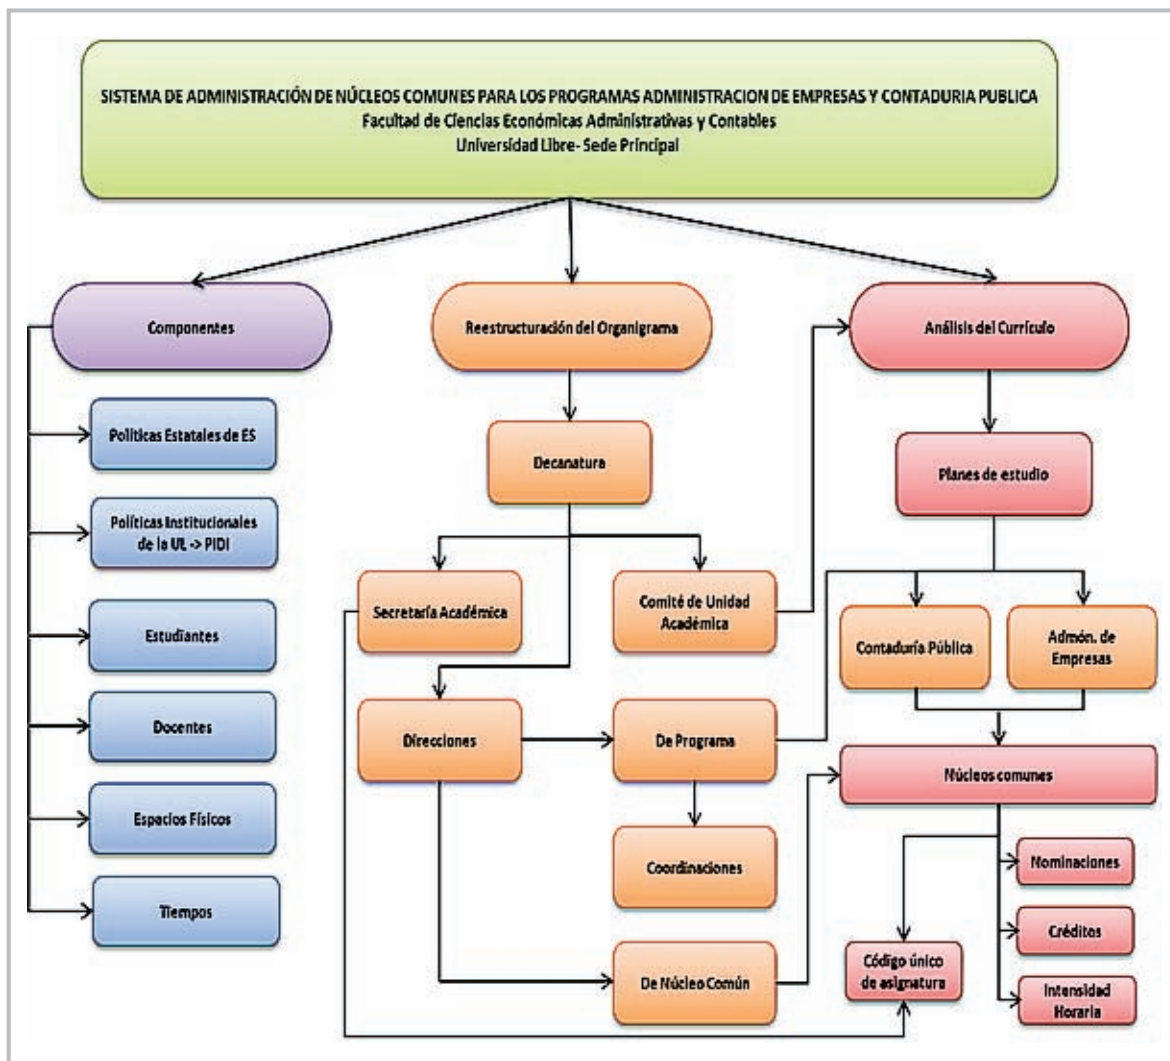 SISTEMA DE ADMINISTRACIÓN DE NÚCLEOS COMUNES PARA LOS PROGRAMAS ADMINISTRACION DE EMPRESAS Y CONTADURIA PUBLICA
Facultad de Ciencias Económicas Administrativas y Contables
Universidad Libre- Sede Principal
Componentes
Políticas Estatales de ES
Políticas Institucionales
de la UL -> PIDI
Estudiantes
Docentes
Espacios Físicos
Tiempos
Reestructuración del Organigrama
Decanatura
Secretaría Académica
Comité de Unidad
Académica
Direcciones
De Programa
Coordinaciones
De Núcleo Común
Análisis del Currículo
Planes de estudio
Contaduría Pública
Admón. de
Empresas
Núcleos comunes
Nominaciones
Créditos
Código único
de asignatura
Intensidad
Horaria